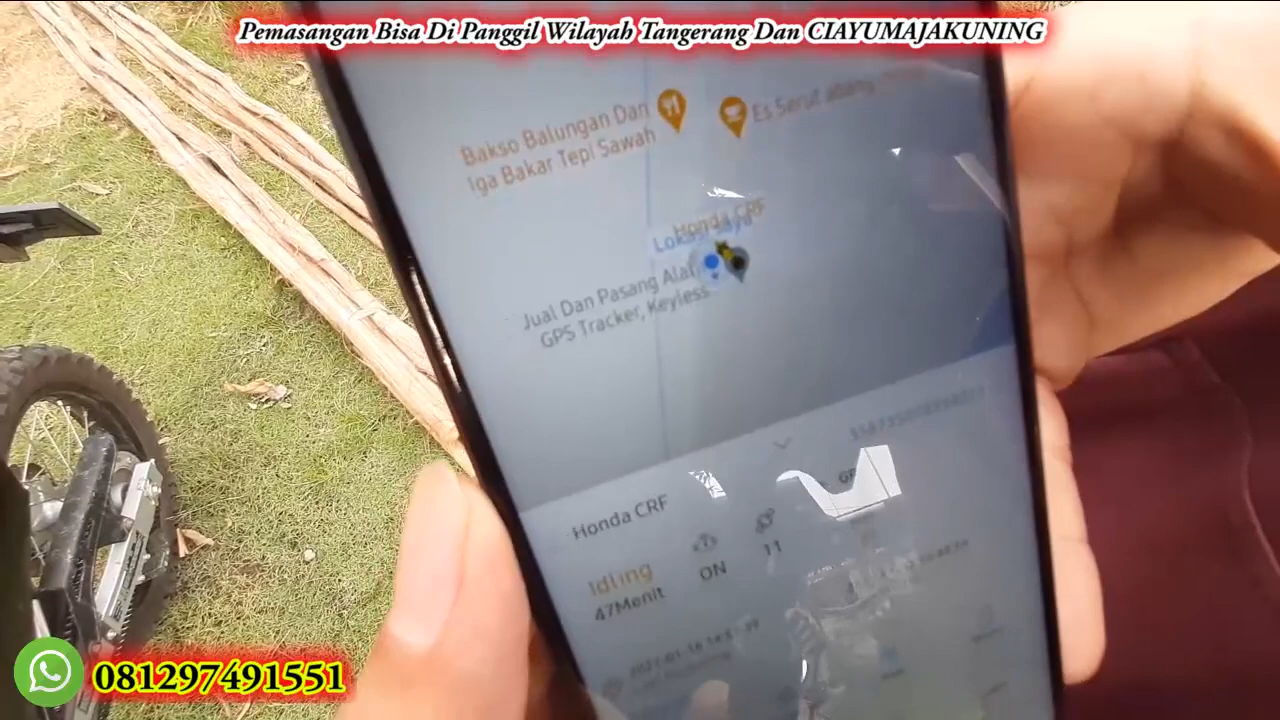 Pemasangan Bisa Di Panggil Wilayah Tangerang Dan CIAYUMAJAKUNING
Bakso Balungan Dan
Iga Bakar Tepi Sawah
Es Serut abang
Honda CRF
Jual Dan Pasang Alat
GPS Tracker, Keyless
Honda CRF
Idling
ON
11
47Menit
081297491551